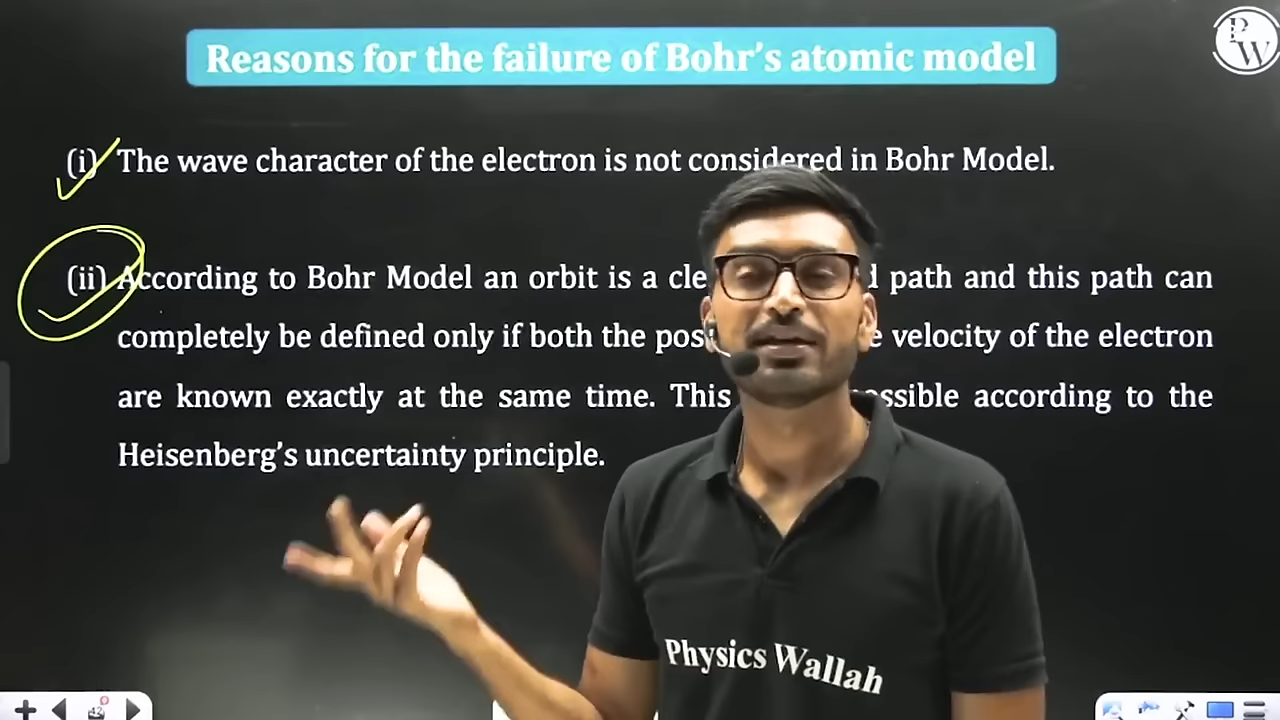 Reasons for the failure of Bohr's atomic model
PW
(i) The wave character of the electron is not considered in Bohr Model.
(ii) According to Bohr Model an orbit is a path and this path can
completely be defined only if both the velocity of the electron
are known exactly at the same time. This according to the
Heisenberg's uncertainty principle.
Physics Wallah
42